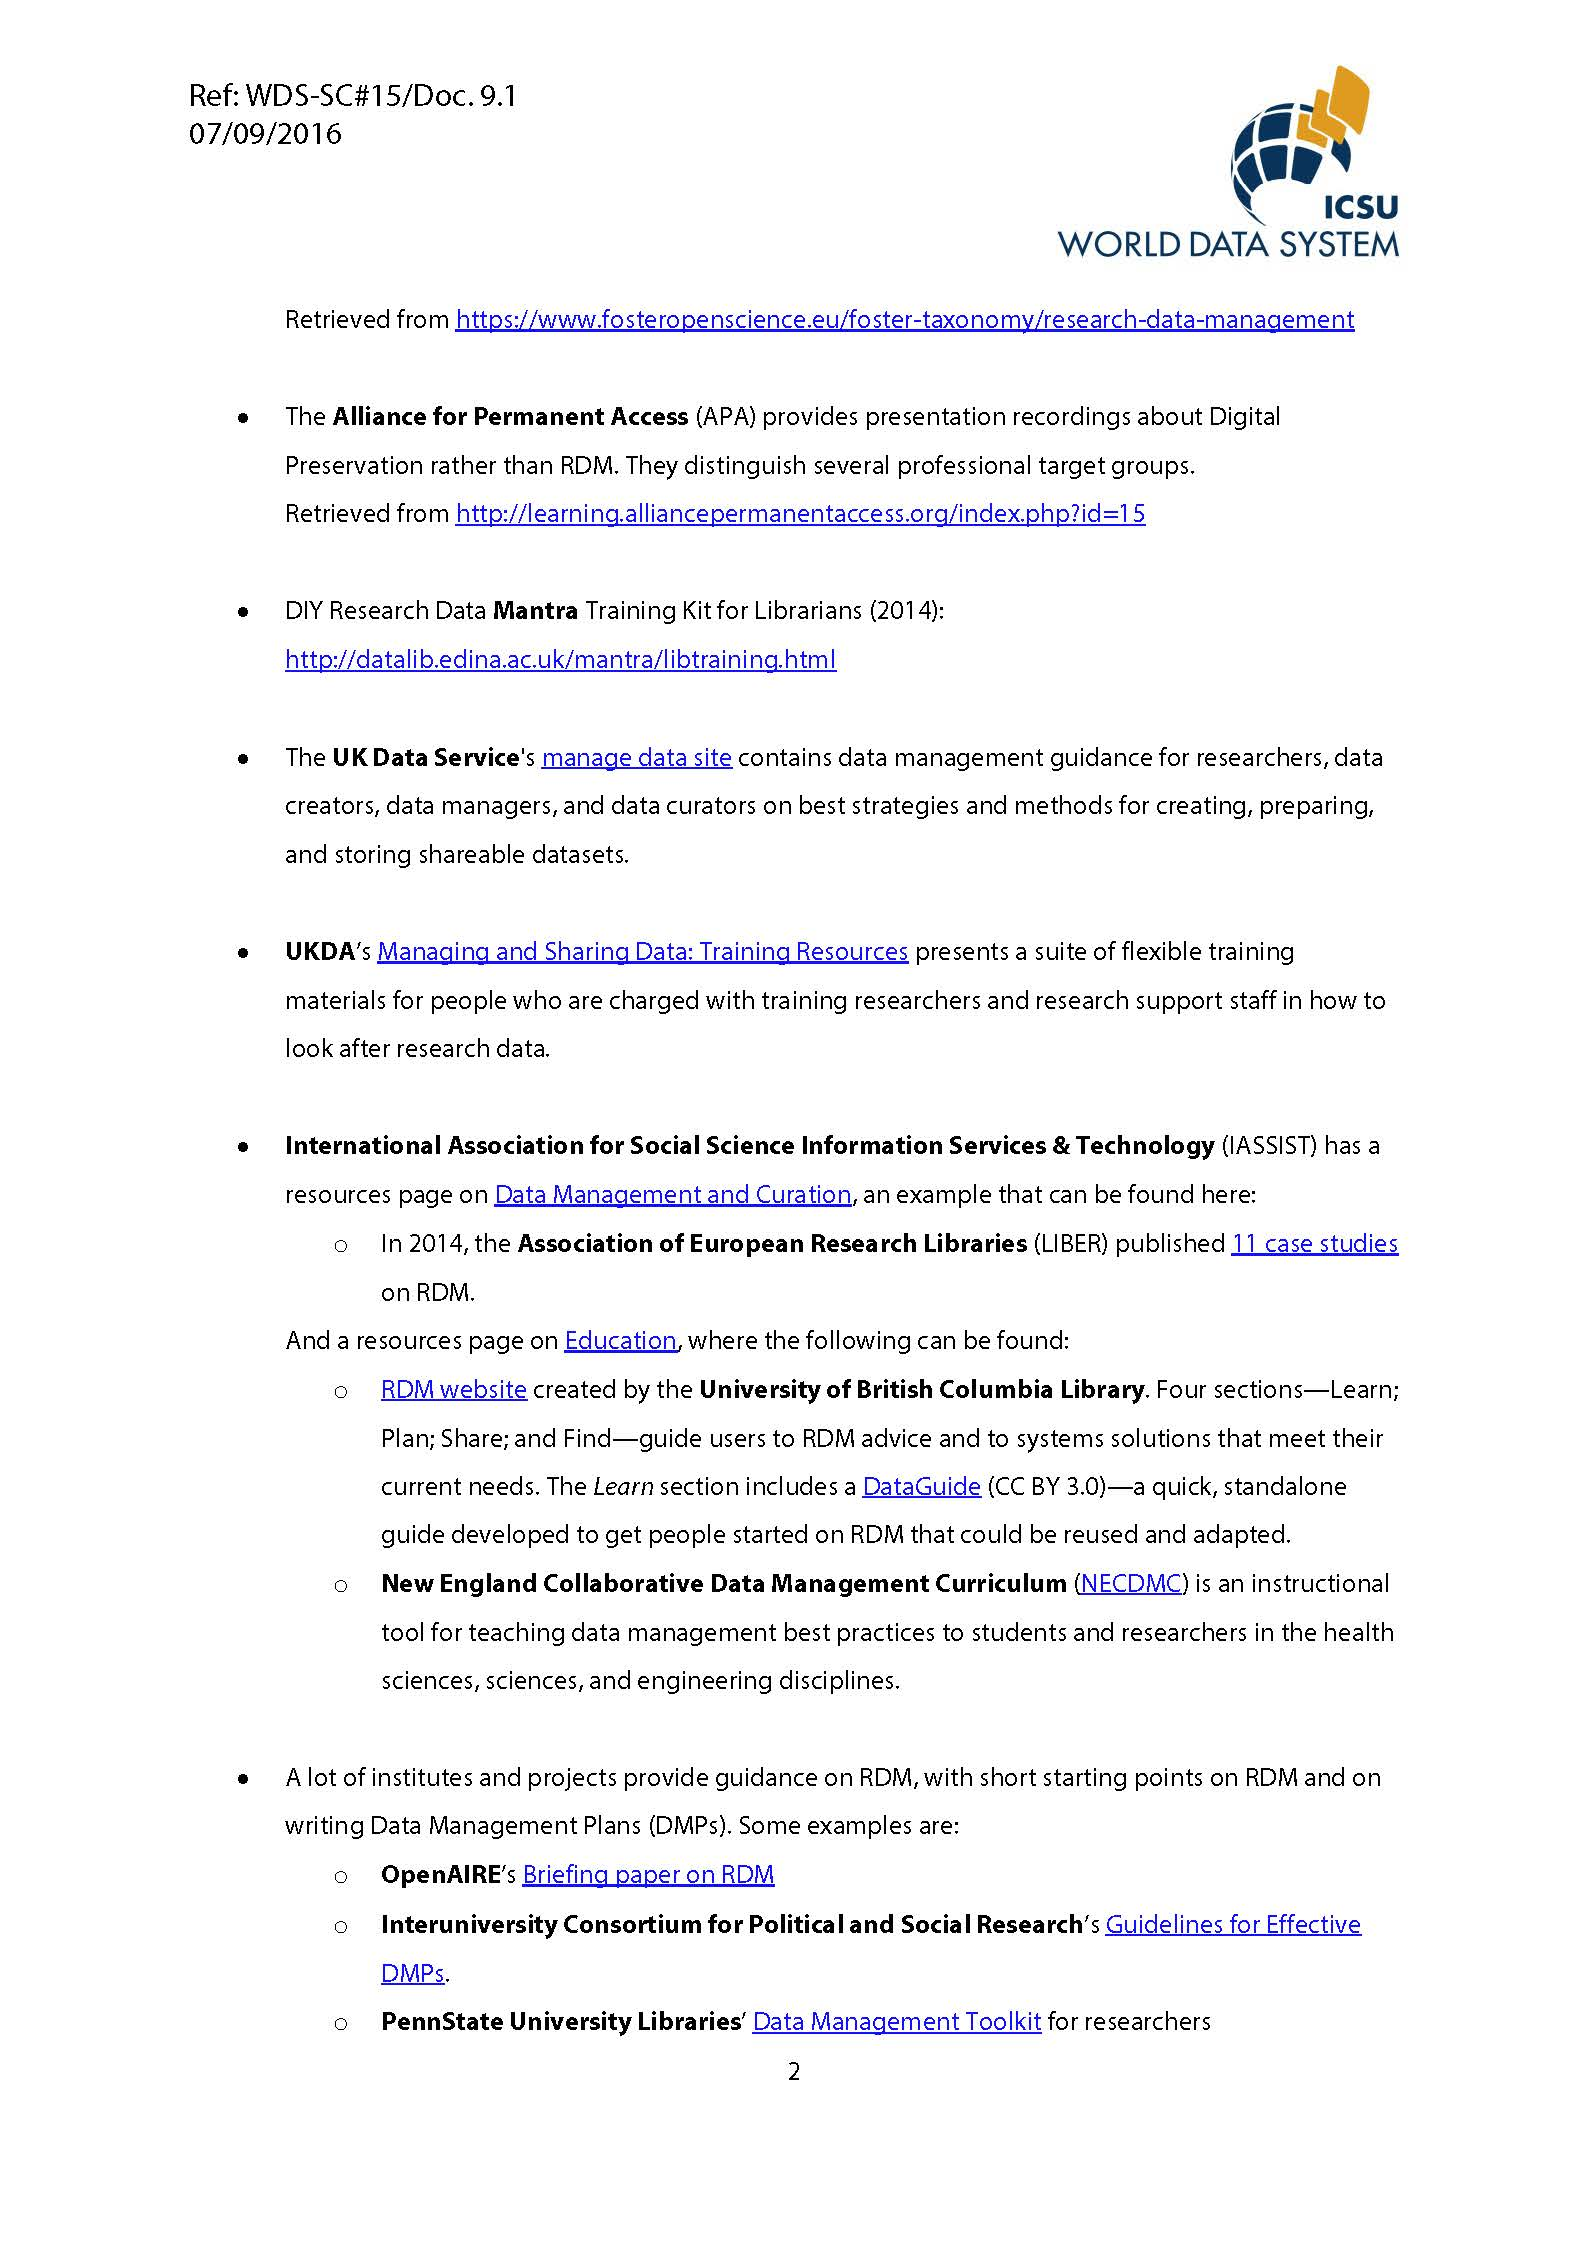 Ref: WDS-SC#15/Doc. 9.1
07/09/2016
ICSU
WORLD DATA SYSTEM
Retrieved from https://www.fosteropenscience.eu/foster-taxonomy/research-data-management
• The Alliance for Permanent Access (APA) provides presentation recordings about Digital
Preservation rather than RDM. They distinguish several professional target groups.
Retrieved from http://learning.alliancepermanentaccess.org/index.php?id=15
• DIY Research Data Mantra Training Kit for Librarians (2014):
http://datalib.edina.ac.uk/mantra/libtraining.html
• The UK Data Service's manage data site contains data management guidance for researchers, data
creators, data managers, and data curators on best strategies and methods for creating, preparing,
and storing shareable datasets.
• UKDA’s Managing and Sharing Data: Training Resources presents a suite of flexible training
materials for people who are charged with training researchers and research support staff in how to
look after research data.
• International Association for Social Science Information Services & Technology (IASSIST) has a
resources page on Data Management and Curation, an example that can be found here:
o In 2014, the Association of European Research Libraries (LIBER) published 11 case studies
on RDM.
And a resources page on Education, where the following can be found:
o RDM website created by the University of British Columbia Library. Four sections—Learn;
Plan; Share; and Find—guide users to RDM advice and to systems solutions that meet their
current needs. The Learn section includes a DataGuide (CC BY 3.0)—a quick, standalone
guide developed to get people started on RDM that could be reused and adapted.
o New England Collaborative Data Management Curriculum (NECDMC) is an instructional
tool for teaching data management best practices to students and researchers in the health
sciences, sciences, and engineering disciplines.
• A lot of institutes and projects provide guidance on RDM, with short starting points on RDM and on
writing Data Management Plans (DMPs). Some examples are:
o OpenAIRE’s Briefing paper on RDM
o Interuniversity Consortium for Political and Social Research’s Guidelines for Effective
DMPs.
o PennState University Libraries’ Data Management Toolkit for researchers
2